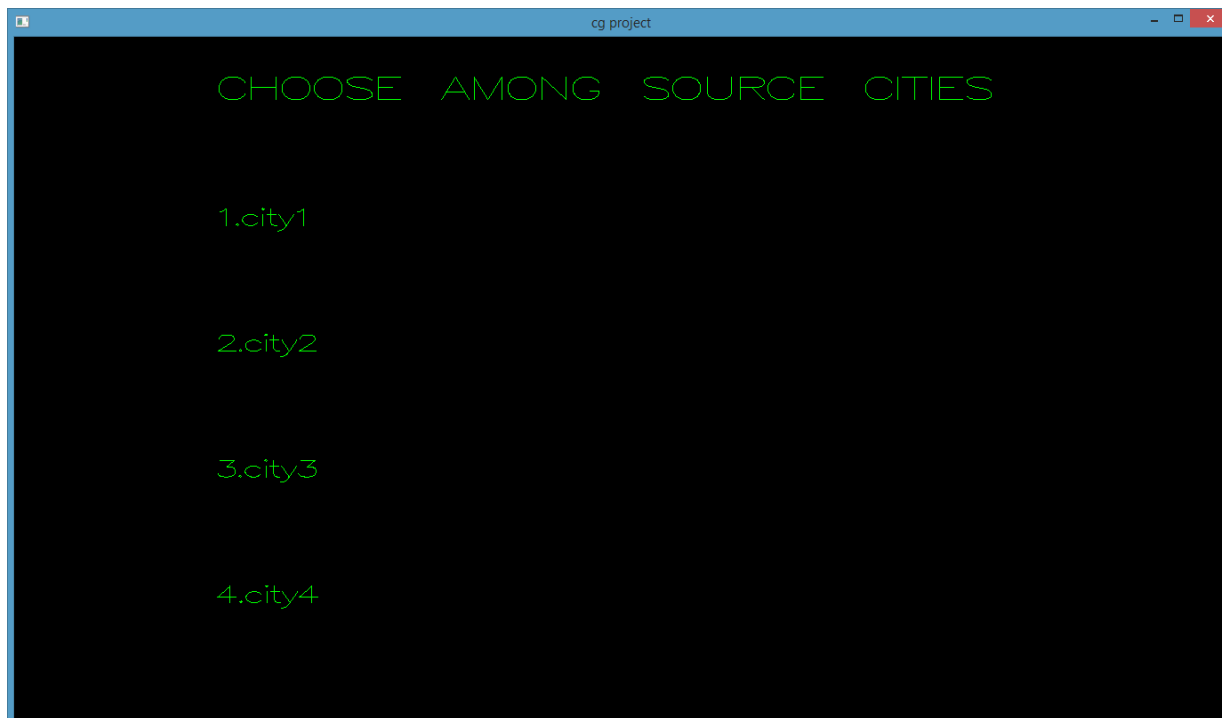 cg project
CHOOSE AMONG SOURCE CITIES
1.city1
2.city2
3.city3
4.city4